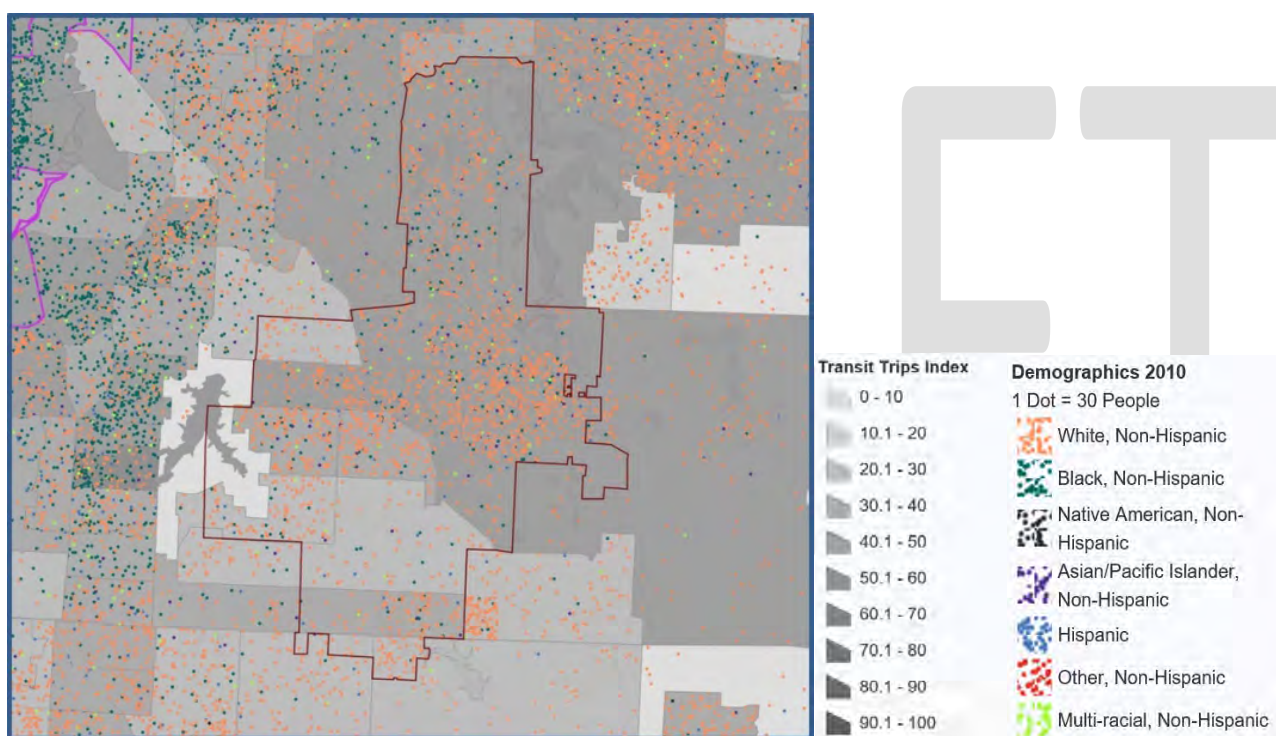 CT
Transit Trips Index
0 - 10
10.1 - 20
20.1 - 30
30.1 - 40
40.1 - 50
50.1 - 60
60.1 - 70
70.1 - 80
80.1 - 90
90.1 - 100
Demographics 2010
1 Dot = 30 People
White, Non-Hispanic
Black, Non-Hispanic
Native American, Non-
Hispanic
Asian/Pacific Islander,
Non-Hispanic
Hispanic
Other, Non-Hispanic
Multi-racial, Non-Hispanic